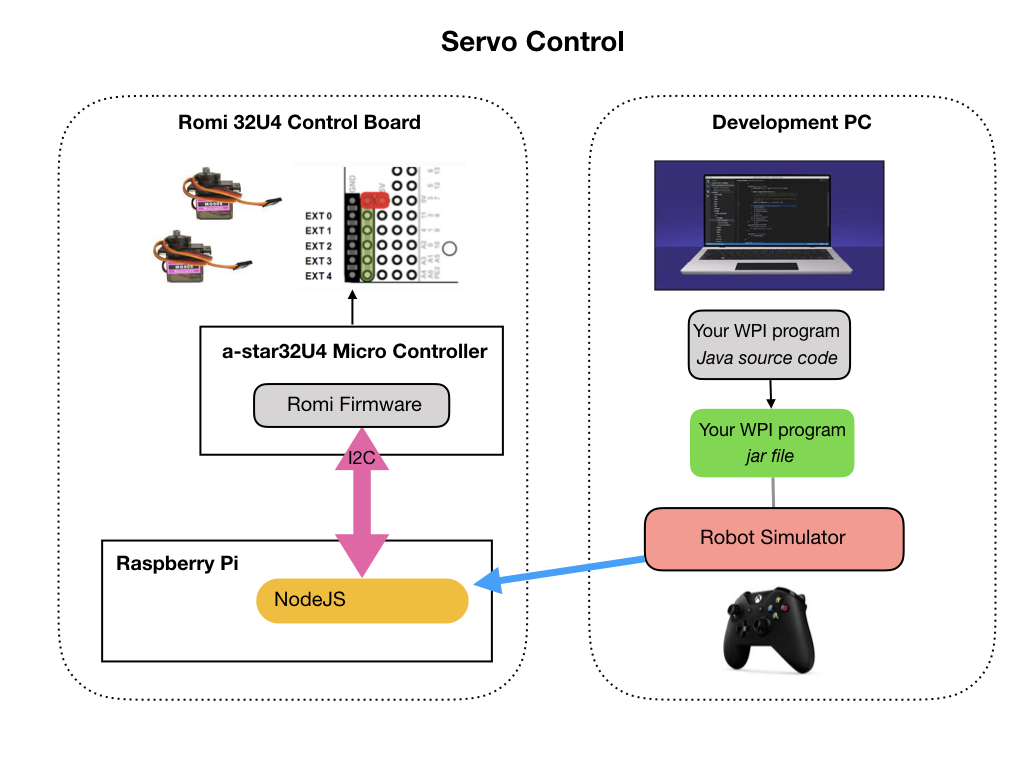 Servo Control
Romi 32U4 Control Board
MG90S
MG90S
GND
5V
EXT 0
EXT 1
EXT 2
EXT 3
EXT 4
a-star32U4 Micro Controller
Romi Firmware
I2C
Raspberry Pi
NodeJS
Development PC
Your WPI program
Java source code
Your WPI program
jar file
Robot Simulator